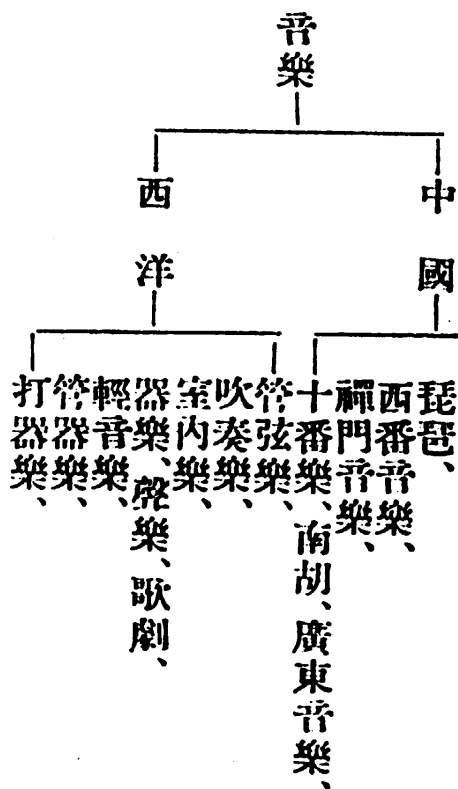 音樂
中國
琵琶、
西番音樂、
禪門音樂、
十番樂、南胡、廣東音樂、
西洋
管弦樂、
吹奏樂、
室內樂、
器樂、聲樂、歌劇、
輕音樂、
管器樂、
打器樂、